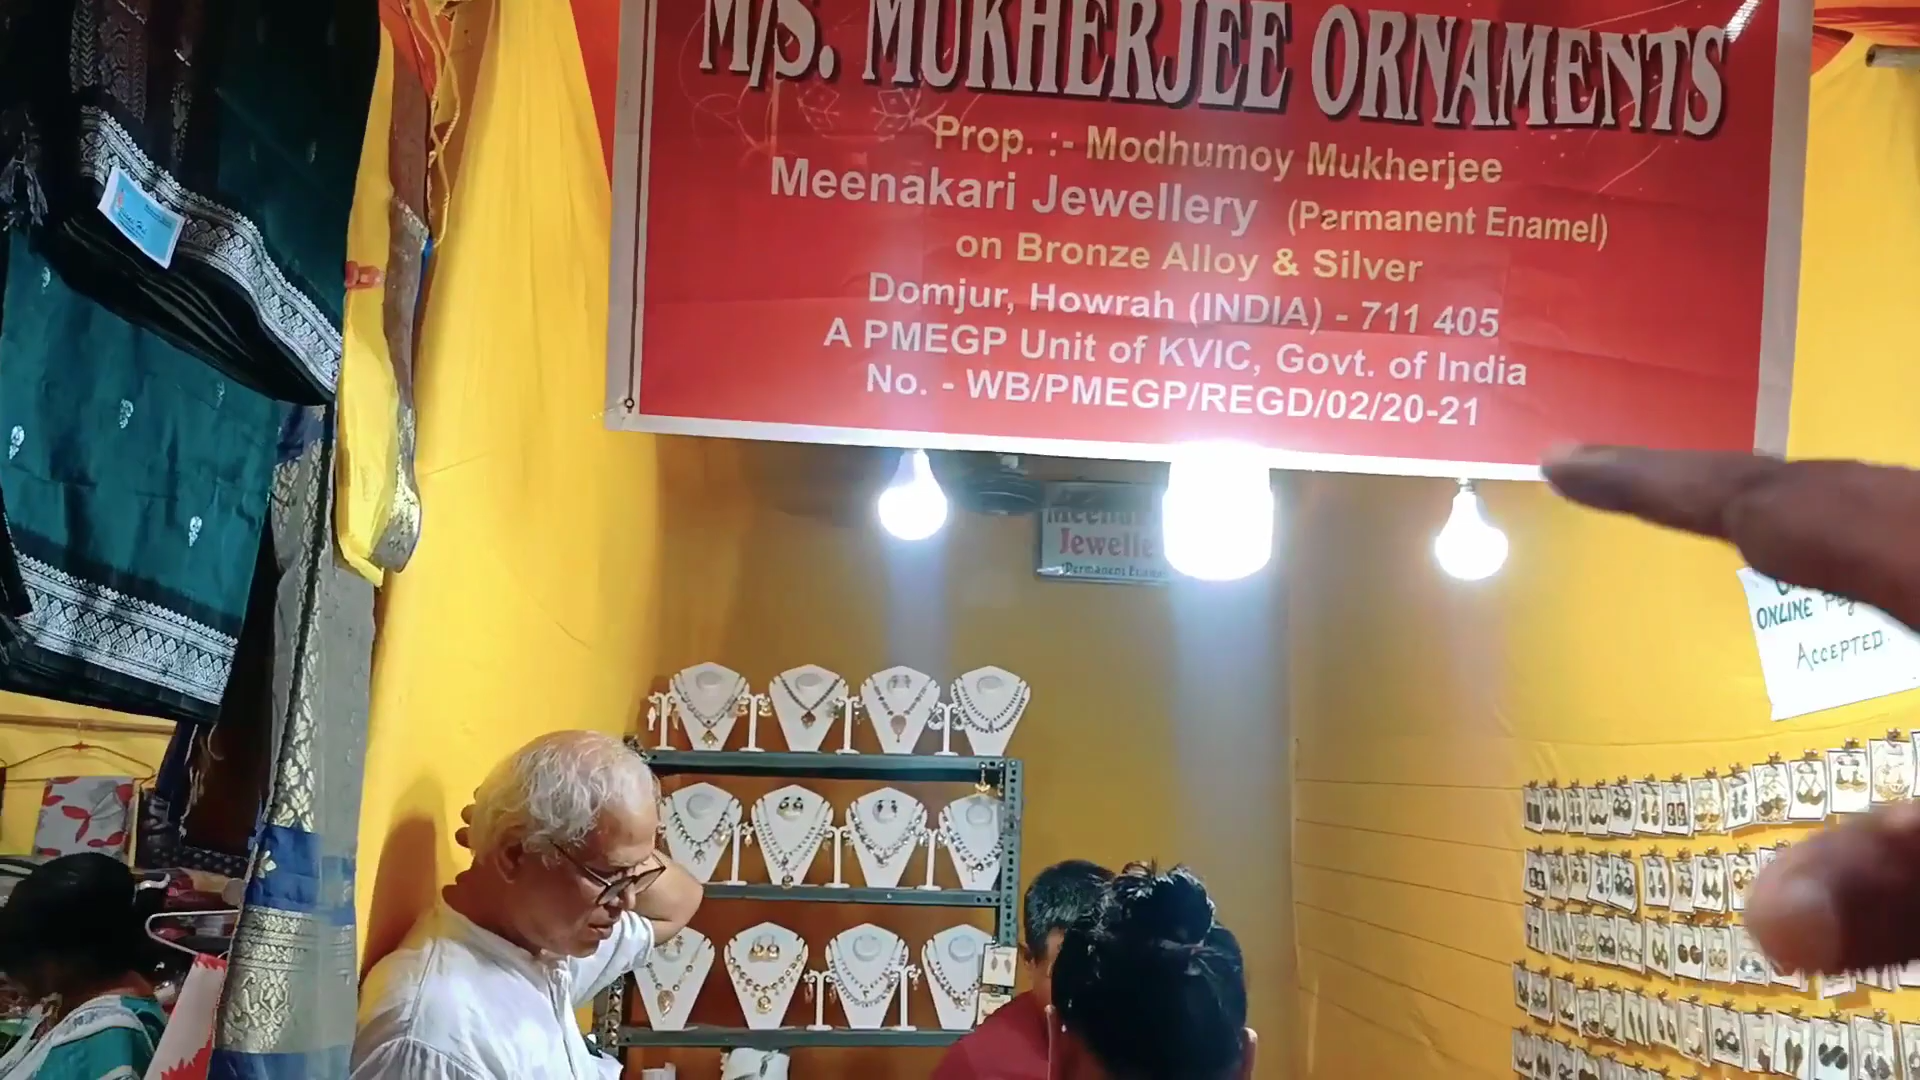 M/S. MUKHERJEE ORNAMENTS
Prop. :- Modhumoy Mukherjee
Meenakari Jewellery (Parmanant Enamel)
on Bronze Alloy & Silver
Domjur, Howrah (INDIA) - 711 405
A PMEGP Unit of KVIC, Govt. of India
No. - WB/PMEGP/REGD/02/20-21
Jewelle
(Permanent
ONLINE
ACCEPTED.